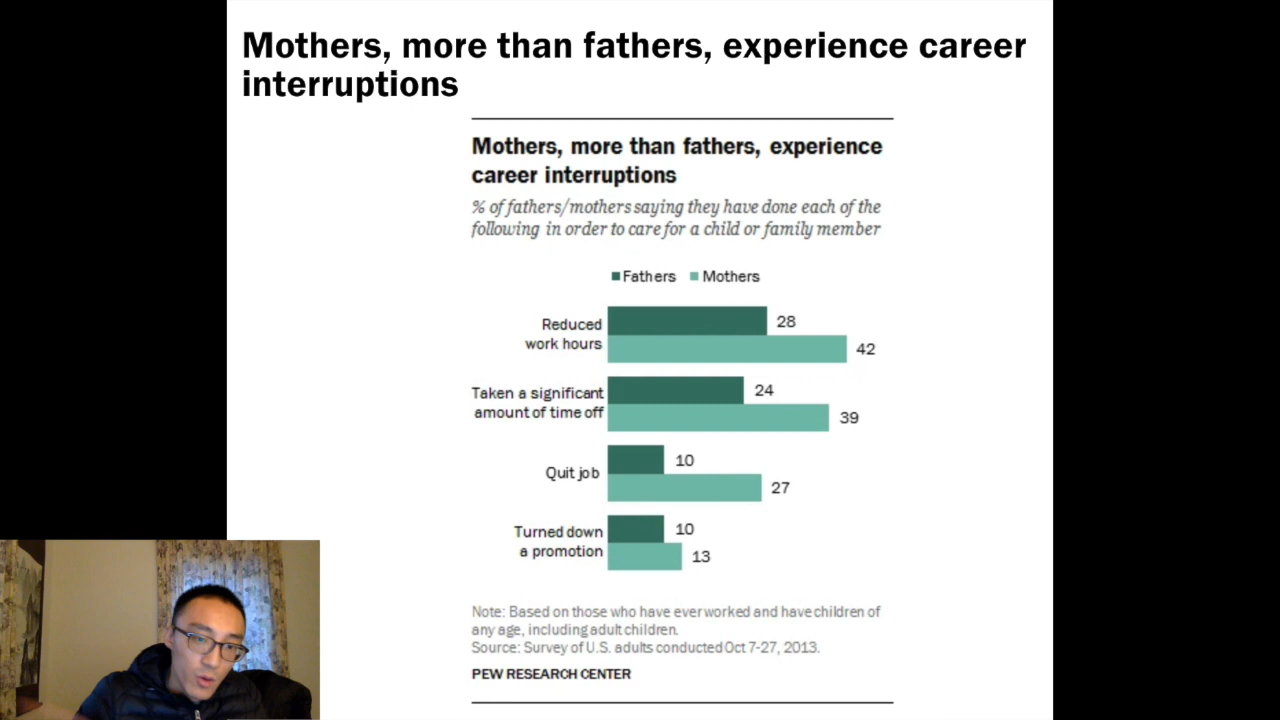 Mothers, more than fathers, experience career
interruptions
Mothers, more than fathers, experience
career interruptions
% of fathers/mothers saying they have done each of the
following in order to care for a child or family member
Fathers Mothers
Reduced
work hours
28
42
Taken a significant
amount of time off
24
39
Quit job
10
27
Turned down
a promotion
10
13
Note: Based on those who have ever worked and have children of
any age, including adult children.
Source: Survey of U.S. adults conducted Oct 7-27, 2013.
PEW RESEARCH CENTER